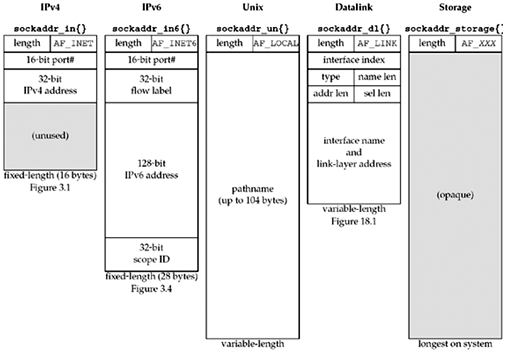 IPv4
IPv6
Unix
Datalink
Storage
sockaddr_in{}
sockaddr_in6{}
sockaddr_un{}
sockaddr_dl{}
sockaddr_storage{}
length AF_INET
16-bit port#
32-bit
IPv4 address
(unused)
fixed-length (16 bytes)
Figure 3.1
length AF_INET6
16-bit port#
32-bit
flow label
128-bit
IPv6 address
32-bit
scope ID
fixed-length (28 bytes)
Figure 3.4
length AF_LOCAL
pathname
(up to 104 bytes)
variable-length
length AF_LINK
interface index
type name len
addr len sel len
interface name
and
link-layer address
variable-length
Figure 18.1
length AF_XXX
(opaque)
longest on system